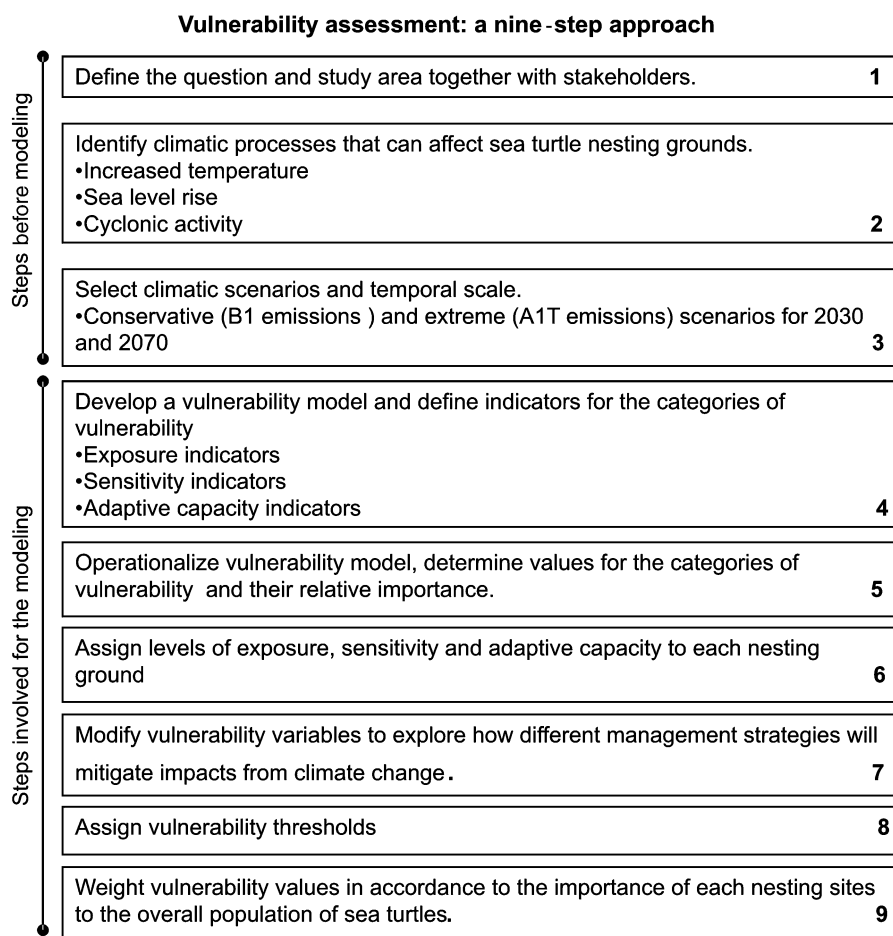 Vulnerability assessment: a nine-step approach
Steps before modeling
Define the question and study area together with stakeholders. 1
Identify climatic processes that can affect sea turtle nesting grounds.
•Increased temperature
•Sea level rise
•Cyclonic activity 2
Select climatic scenarios and temporal scale.
•Conservative (B1 emissions ) and extreme (A1T emissions) scenarios for 2030
and 2070 3
Steps involved for the modeling
Develop a vulnerability model and define indicators for the categories of
vulnerability
•Exposure indicators
•Sensitivity indicators
•Adaptive capacity indicators 4
Operationalize vulnerability model, determine values for the categories of
vulnerability and their relative importance. 5
Assign levels of exposure, sensitivity and adaptive capacity to each nesting
ground 6
Modify vulnerability variables to explore how different management strategies will
mitigate impacts from climate change. 7
Assign vulnerability thresholds 8
Weight vulnerability values in accordance to the importance of each nesting sites
to the overall population of sea turtles. 9